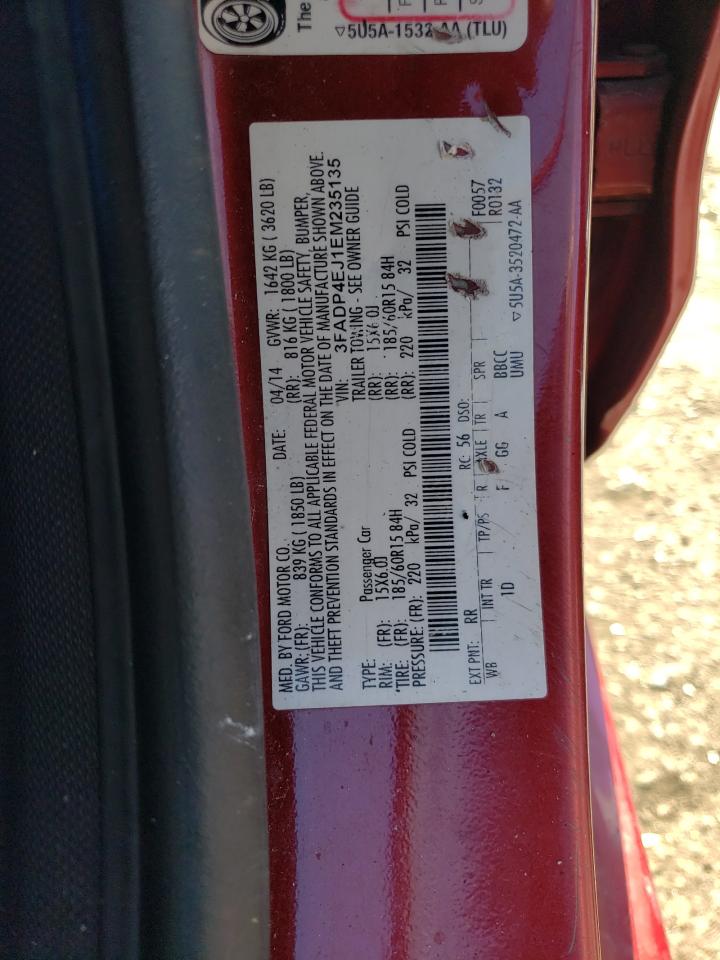 The
▽5U5A-1532 AA (TLU)
MFD. BY FORD MOTOR CO. DATE: 04/14 GVWR: 1642 KG ( 3620 LB)
GAWR: (FR): 839 KG ( 1850 LB) (RR): 816 KG ( 1800 LB)
THIS VEHICLE CONFORMS TO ALL APPLICABLE FEDERAL MOTOR VEHICLE SAFETY, BUMPER,
AND THEFT PREVENTION STANDARDS IN EFFECT ON THE DATE OF MANUFACTURE SHOWN ABOVE.
VIN: 3FADP4EJ1EM235135
TYPE: Passenger Car TRAILER TOWING - SEE OWNER GUIDE
RIM: (FR): 15X6.0J (RR): 15X6.0J
TIRE: (FR): 185/60R15 84H (RR): 185/60R15 84H
PRESSURE: (FR): 220 kPa/ 32 PSI COLD (RR): 220 kPa/ 32 PSI COLD
F0057
EXT PNT: RR RC: 56 DSO: R0132
WB INT TR TP/PS R AXLE TR SPR
1D F GG A BBCC
UMU
▽5U5A-3520472-AA